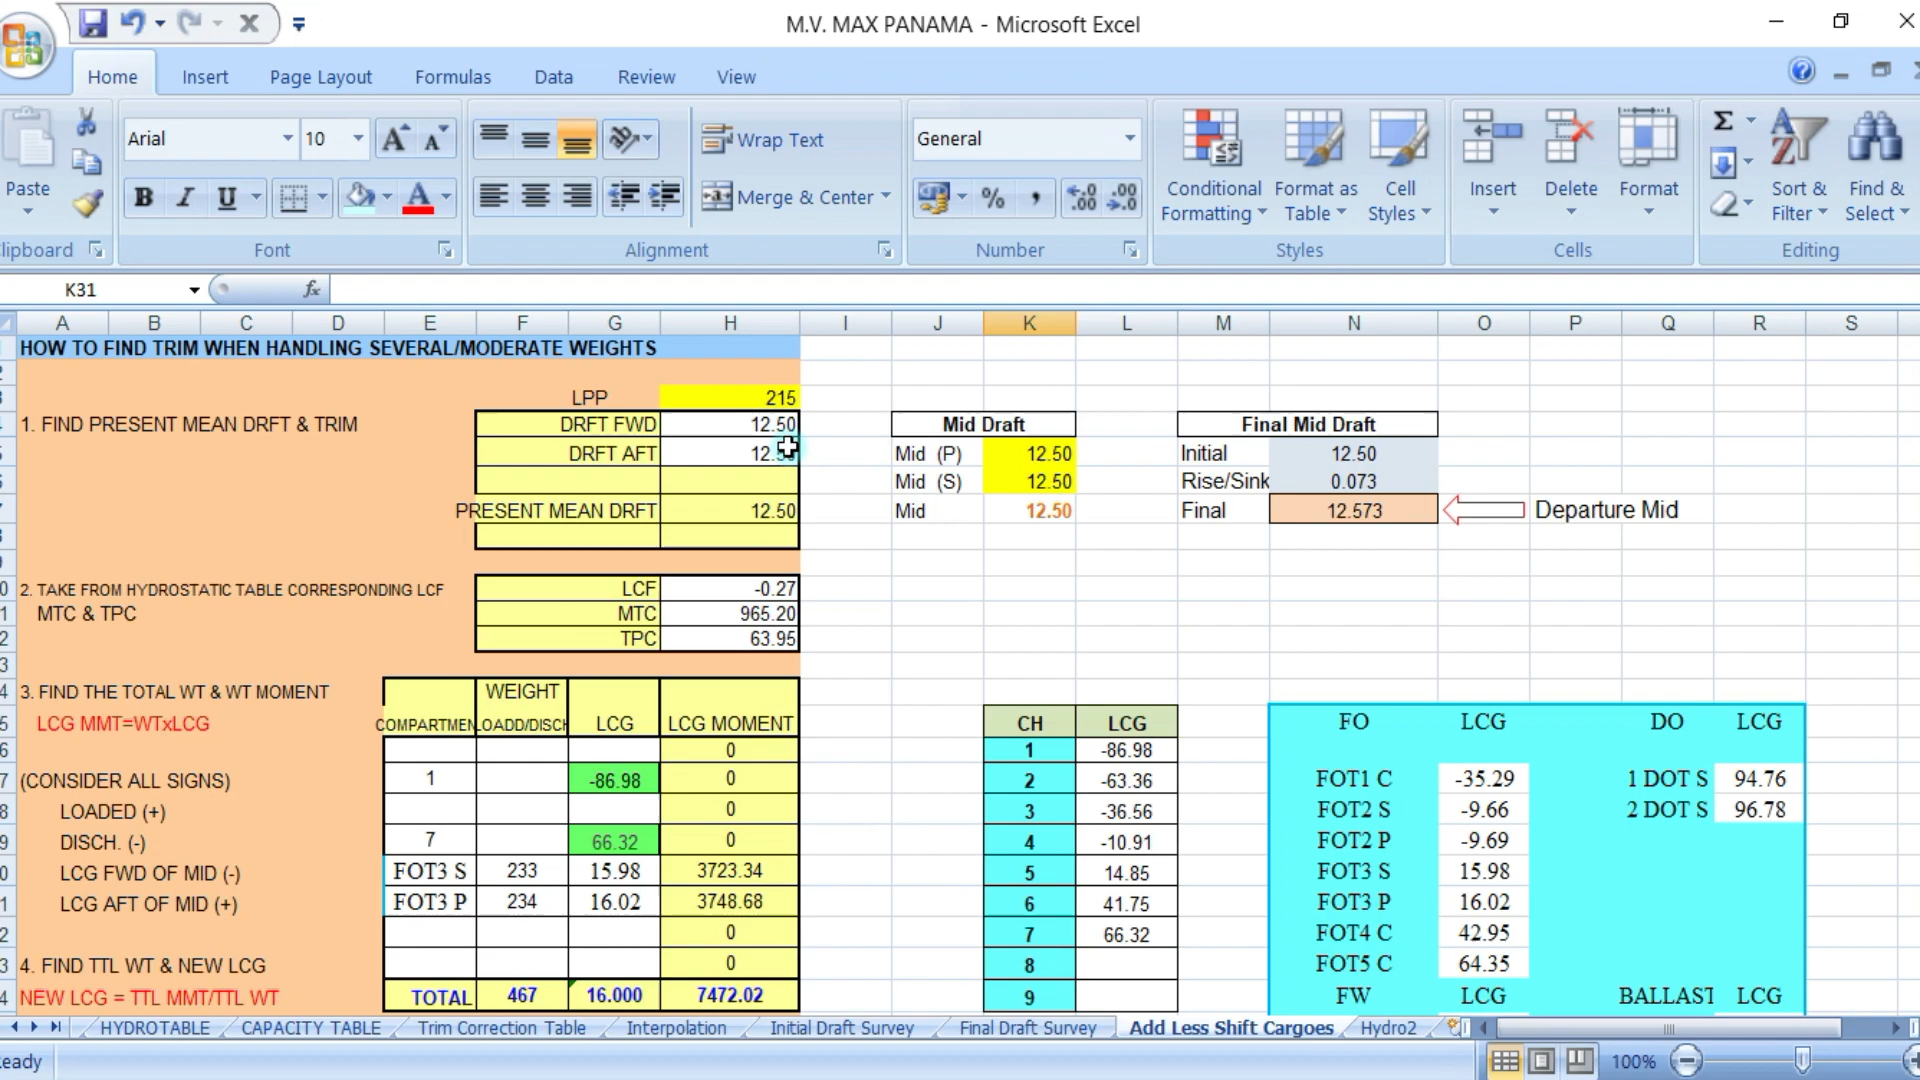 M.V. MAX PANAMA - Microsoft Excel
Home Insert Page Layout Formulas Data Review View
Paste
Clipboard
Arial 10
B I U
Font
Wrap Text
Merge & Center
Alignment
General
% ,
Number
Conditional Formatting
Format as Table
Cell Styles
Styles
Insert Delete Format
Cells
Σ
Sort & Filter
Find & Select
Editing
K31 fx
A B C D E F G H I J K L M N O P Q R S
HOW TO FIND TRIM WHEN HANDLING SEVERAL/MODERATE WEIGHTS
LPP 215
1. FIND PRESENT MEAN DRFT & TRIM DRFT FWD 12.50 Mid Draft Final Mid Draft
DRFT AFT Mid (P) 12.50 Initial 12.50
Mid (S) 12.50 Rise/Sink 0.073
PRESENT MEAN DRFT 12.50 Mid 12.50 Final 12.573 Departure Mid
2. TAKE FROM HYDROSTATIC TABLE CORRESPONDING LCF LCF -0.27
MTC & TPC MTC 965.20
TPC 63.95
3. FIND THE TOTAL WT & WT MOMENT WEIGHT
LCG MMT=WTxLCG COMPARTMEN LOADD/DISCH LCG LCG MOMENT CH LCG FO LCG DO LCG
0 1 -86.98
(CONSIDER ALL SIGNS) 1 -86.98 0 2 -63.36 FOT1 C -35.29 1 DOT S 94.76
LOADED (+) 0 3 -36.56 FOT2 S -9.66 2 DOT S 96.78
DISCH. (-) 7 66.32 0 4 -10.91 FOT2 P -9.69
LCG FWD OF MID (-) FOT3 S 233 15.98 3723.34 5 14.85 FOT3 S 15.98
LCG AFT OF MID (+) FOT3 P 234 16.02 3748.68 6 41.75 FOT3 P 16.02
0 7 66.32 FOT4 C 42.95
4. FIND TTL WT & NEW LCG 0 8 FOT5 C 64.35
NEW LCG = TTL MMT/TTL WT TOTAL 467 16.000 7472.02 9 FW LCG BALLAST LCG
HYDROTABLE CAPACITY TABLE Trim Correction Table Interpolation Initial Draft Survey Final Draft Survey Add Less Shift Cargoes Hydro2
eady 100%